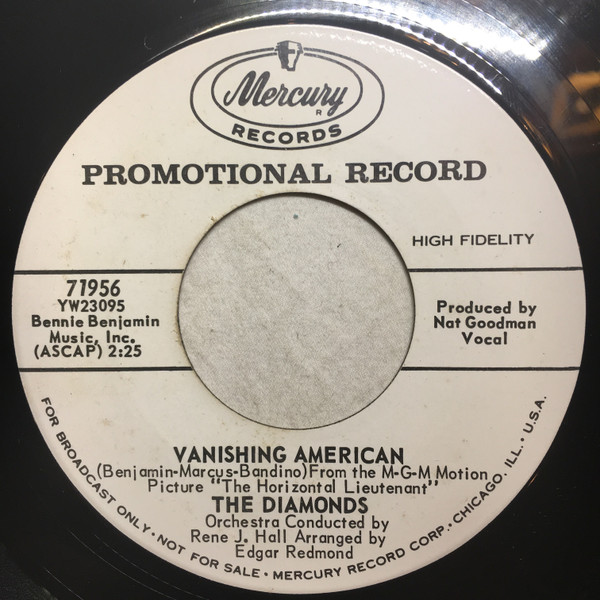 Mercury
R
RECORDS
PROMOTIONAL RECORD
HIGH FIDELITY
71956
YW23095
Bennie Benjamin
Music, Inc.
(ASCAP) 2:25
Produced by
Nat Goodman
Vocal
VANISHING AMERICAN
(Benjamin-Marcus-Bandino) From the M-G-M Motion
Picture "The Horizontal Lieutenant"
THE DIAMONDS
Orchestra Conducted by
Rene J. Hall Arranged by
Edgar Redmond
FOR BROADCAST ONLY • NOT FOR SALE • MERCURY RECORD CORP. • CHICAGO, ILL. • U.S.A.